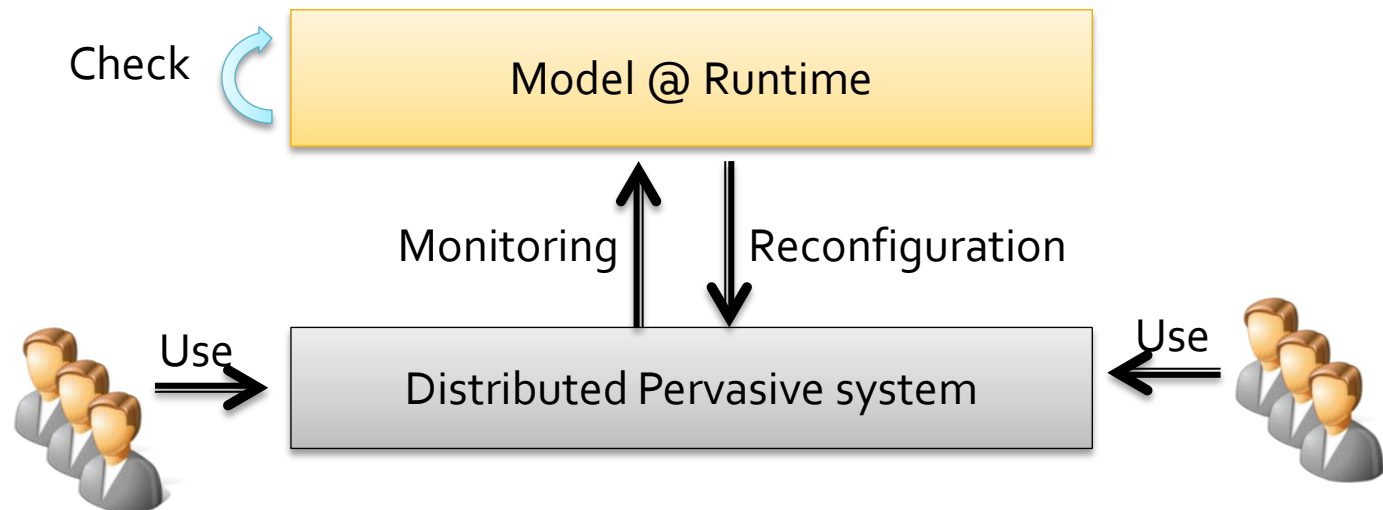 Check
Model @ Runtime
Monitoring
Reconfiguration
Use
Use
Distributed Pervasive system